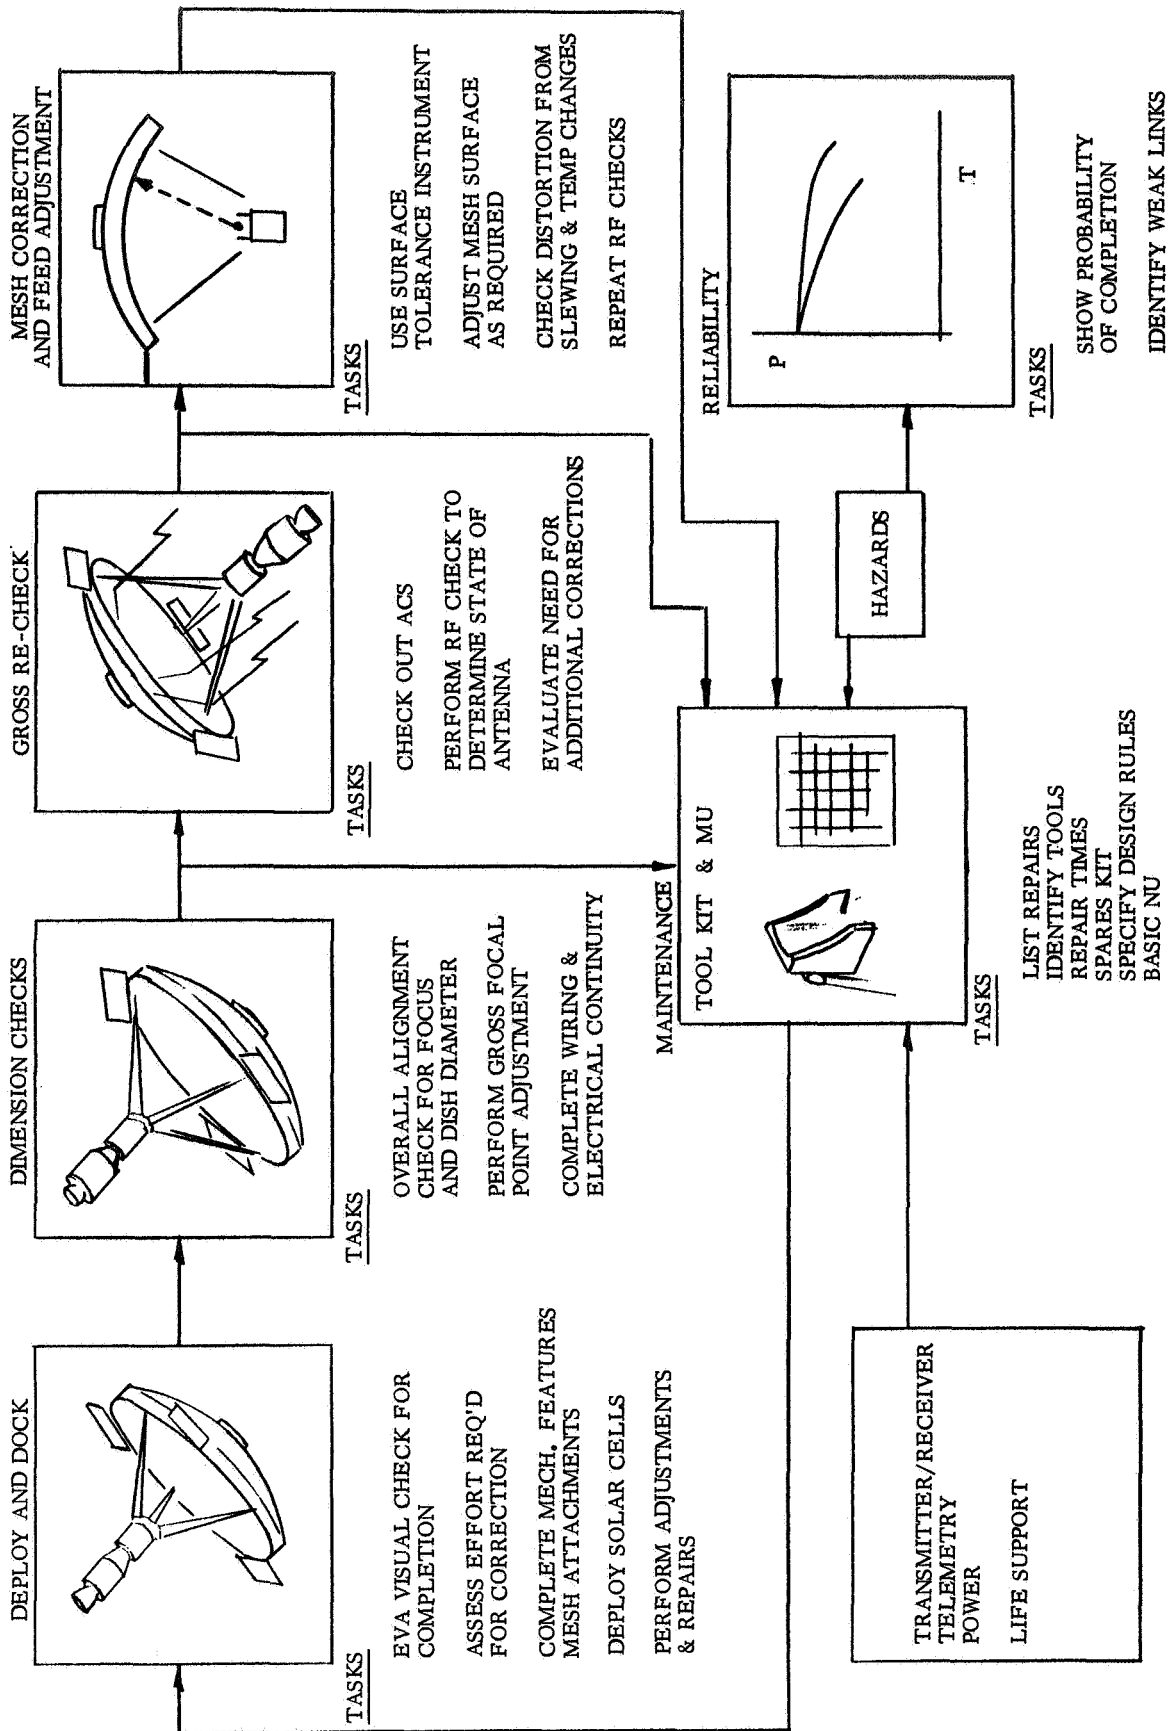 DEPLOY AND DOCK
TASKS
EVA VISUAL CHECK FOR
COMPLETION
ASSESS EFFORT REQ'D
FOR CORRECTION
COMPLETE MECH. FEATURES
MESH ATTACHMENTS
DEPLOY SOLAR CELLS
PERFORM ADJUSTMENTS
& REPAIRS
DIMENSION CHECKS
TASKS
OVERALL ALIGNMENT
CHECK FOR FOCUS
AND DISH DIAMETER
PERFORM GROSS FOCAL
POINT ADJUSTMENT
COMPLETE WIRING &
ELECTRICAL CONTINUITY
GROSS RE-CHECK
TASKS
CHECK OUT ACS
PERFORM RF CHECK TO
DETERMINE STATE OF
ANTENNA
EVALUATE NEED FOR
ADDITIONAL CORRECTIONS
MESH CORRECTION
AND FEED ADJUSTMENT
TASKS
USE SURFACE
TOLERANCE INSTRUMENT
ADJUST MESH SURFACE
AS REQUIRED
CHECK DISTORTION FROM
SLEWING & TEMP CHANGES
REPEAT RF CHECKS
TRANSMITTER/RECEIVER
TELEMETRY
POWER
LIFE SUPPORT
MAINTENANCE
TOOL KIT & MU
TASKS
LIST REPAIRS
IDENTIFY TOOLS
REPAIR TIMES
SPARES KIT
SPECIFY DESIGN RULES
BASIC NU
HAZARDS
RELIABILITY
P
T
TASKS
SHOW PROBABILITY
OF COMPLETION
IDENTIFY WEAK LINKS